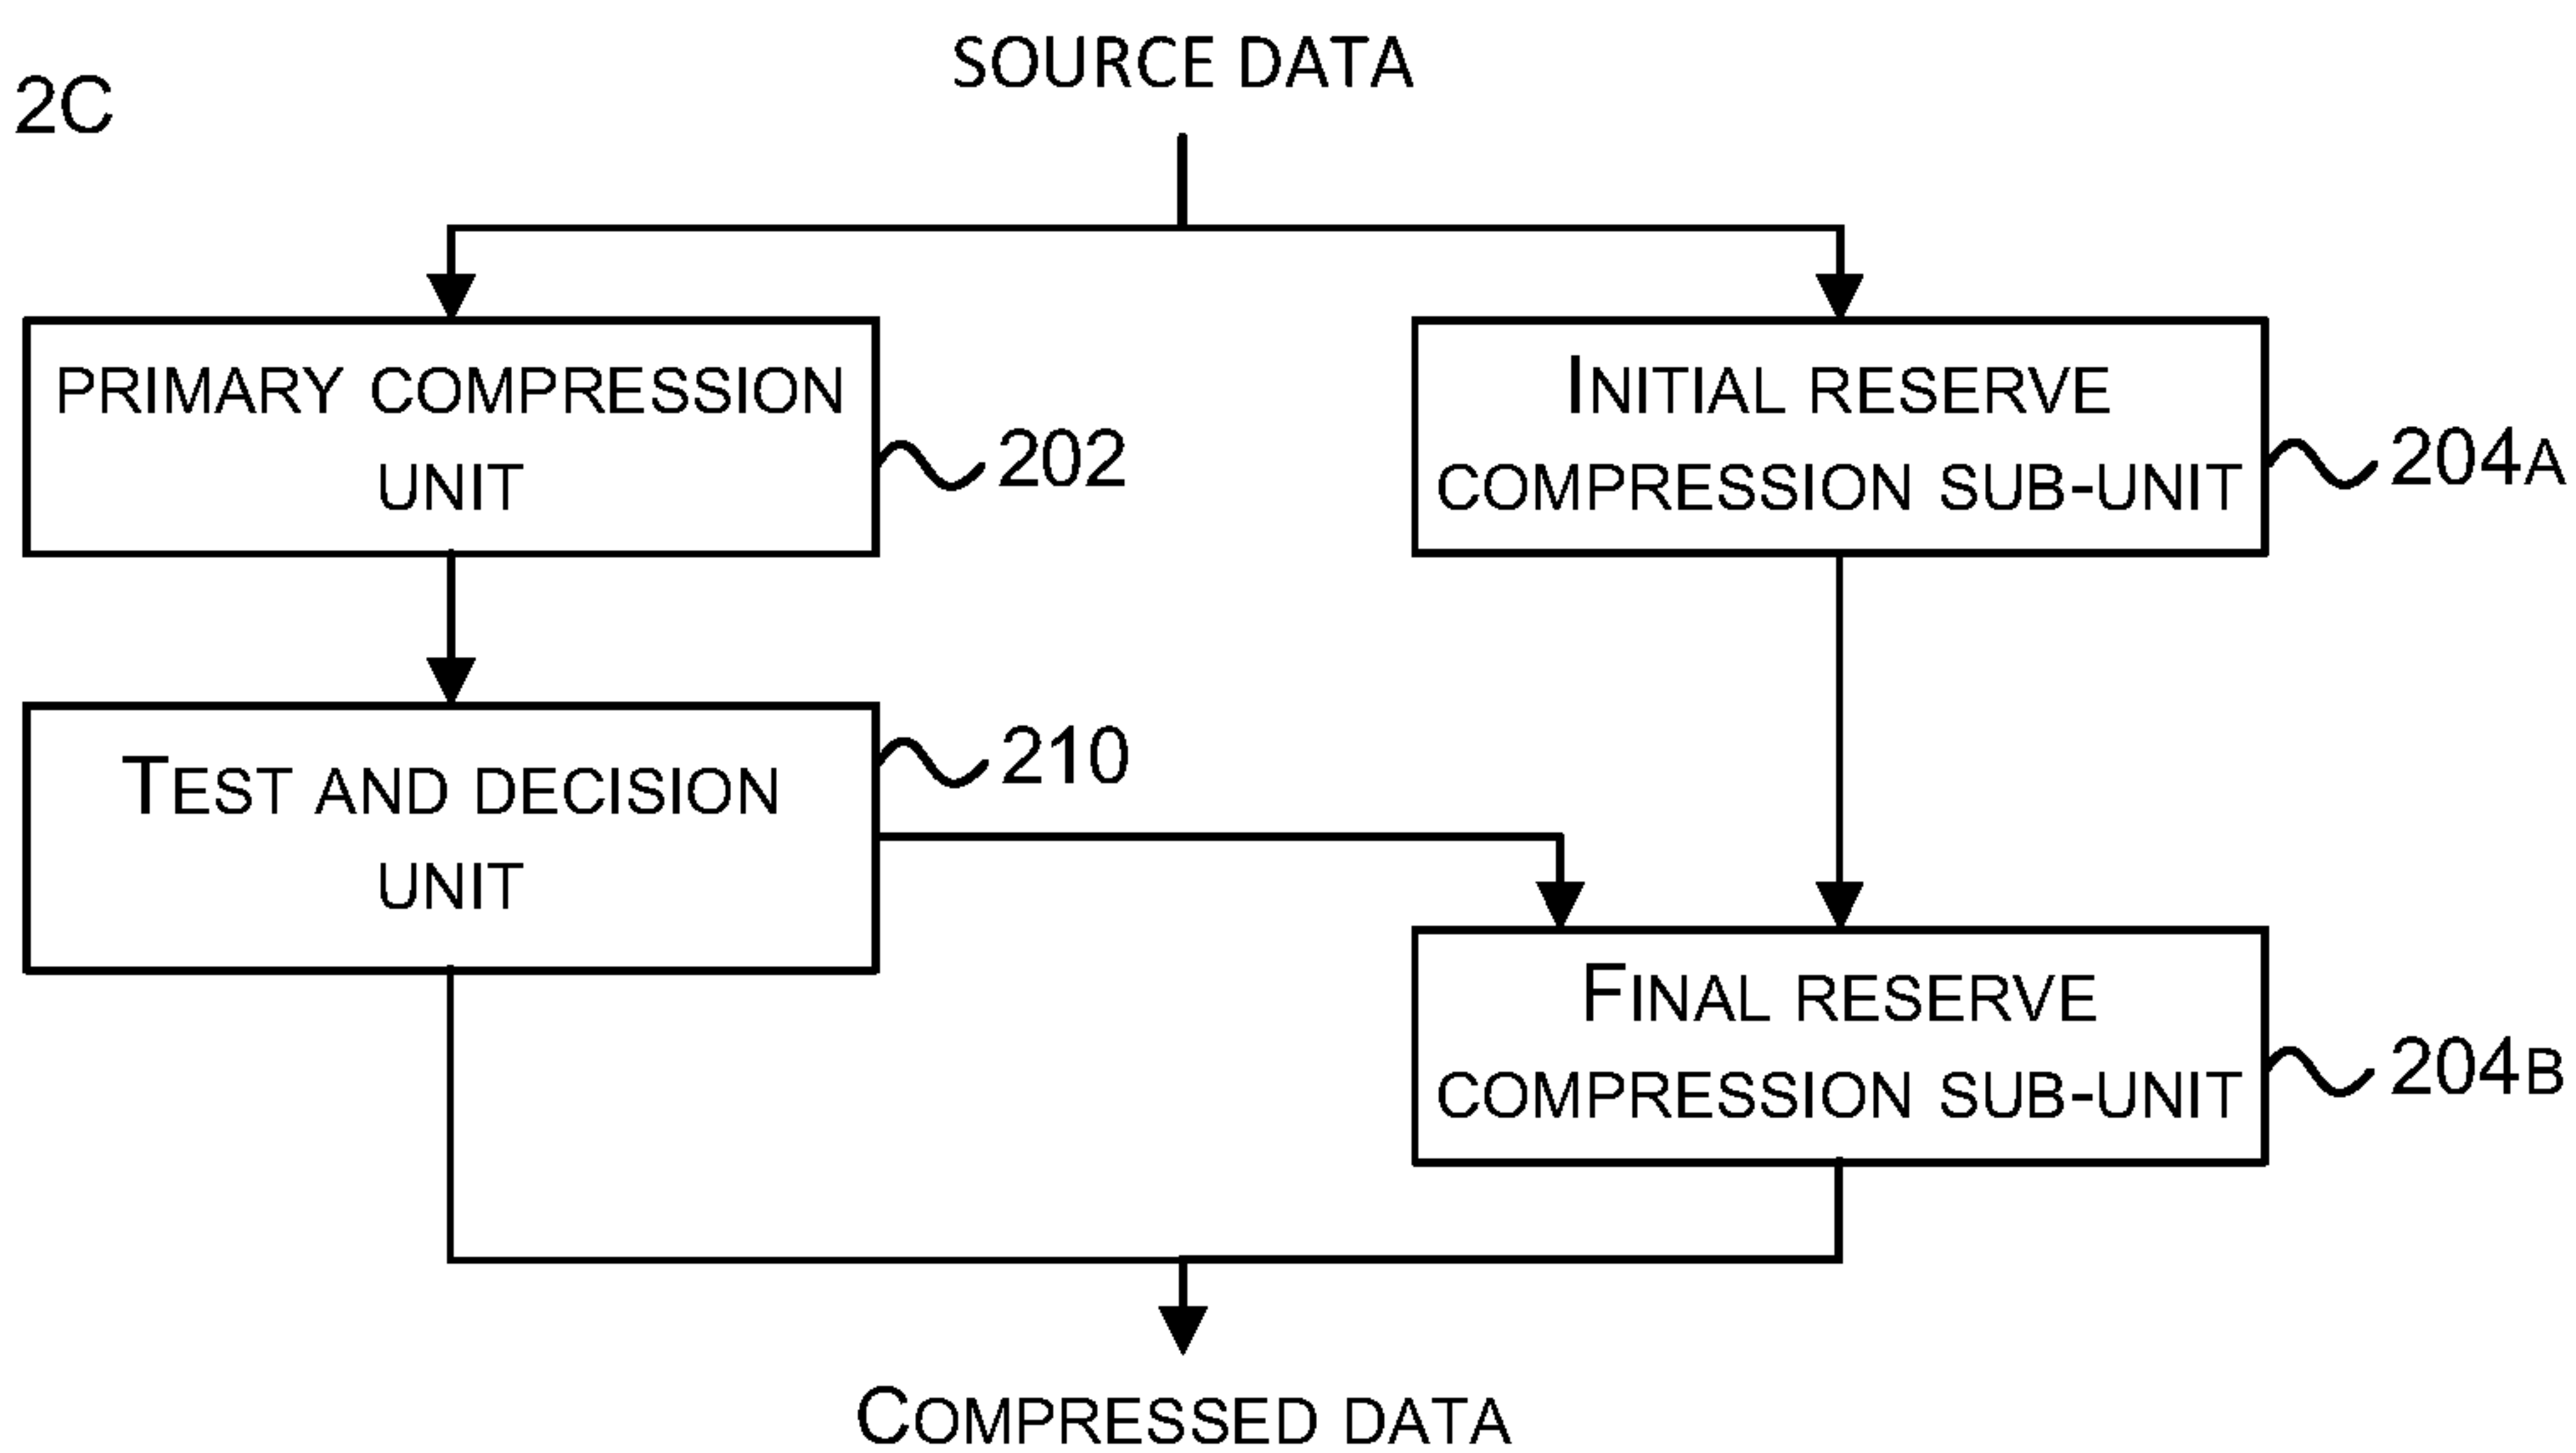 SOURCE DATA
2C
PRIMARY COMPRESSION
UNIT
202
INITIAL RESERVE
COMPRESSION SUB-UNIT
204A
TEST AND DECISION
UNIT
210
FINAL RESERVE
COMPRESSION SUB-UNIT
204B
COMPRESSED DATA